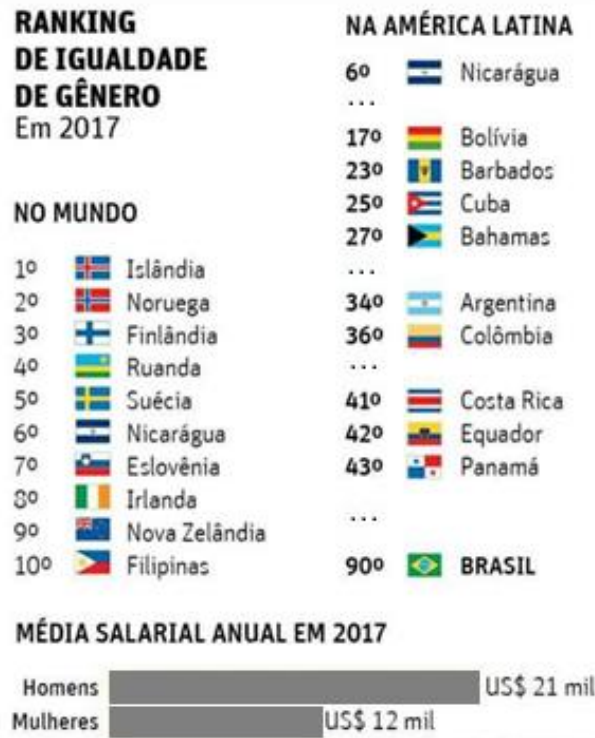 RANKING
DE IGUALDADE
DE GÊNERO
Em 2017
NO MUNDO
1º Islândia
2º Noruega
3º Finlândia
4º Ruanda
5º Suécia
6º Nicarágua
7º Eslovênia
8º Irlanda
9º Nova Zelândia
10º Filipinas
NA AMÉRICA LATINA
6º Nicarágua
...
17º Bolívia
23º Barbados
25º Cuba
27º Bahamas
...
34º Argentina
36º Colômbia
...
41º Costa Rica
42º Equador
43º Panamá
...
90º BRASIL
MÉDIA SALARIAL ANUAL EM 2017
Homens US$ 21 mil
Mulheres US$ 12 mil